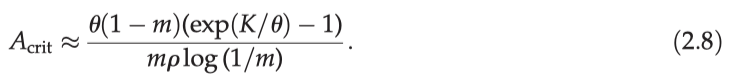 A_crit ≈ θ(1 − m)(exp(K/θ) − 1) / mρ log (1/m) . (2.8)